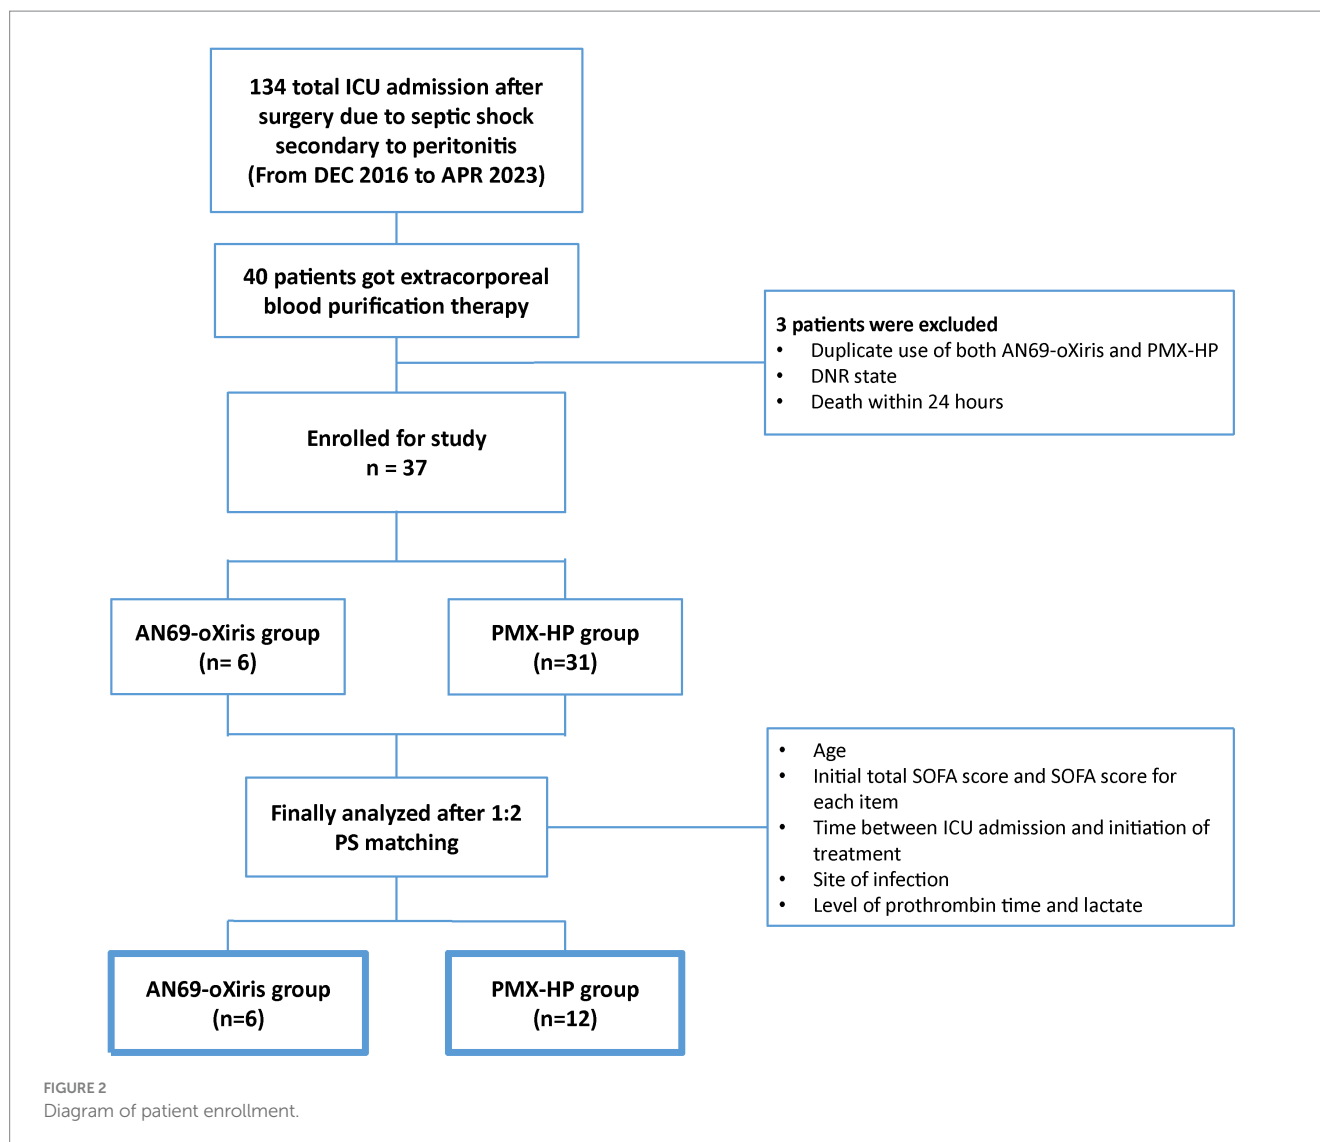 134 total ICU admission after
surgery due to septic shock
secondary to peritonitis
(From DEC 2016 to APR 2023)
40 patients got extracorporeal
blood purification therapy
3 patients were excluded
• Duplicate use of both AN69-oXiris and PMX-HP
• DNR state
• Death within 24 hours
Enrolled for study
n = 37
AN69-oXiris group
(n= 6)
PMX-HP group
(n=31)
Finally analyzed after 1:2
PS matching
• Age
• Initial total SOFA score and SOFA score for
each item
• Time between ICU admission and initiation of
treatment
• Site of infection
• Level of prothrombin time and lactate
AN69-oXiris group
(n=6)
PMX-HP group
(n=12)
FIGURE 2
Diagram of patient enrollment.